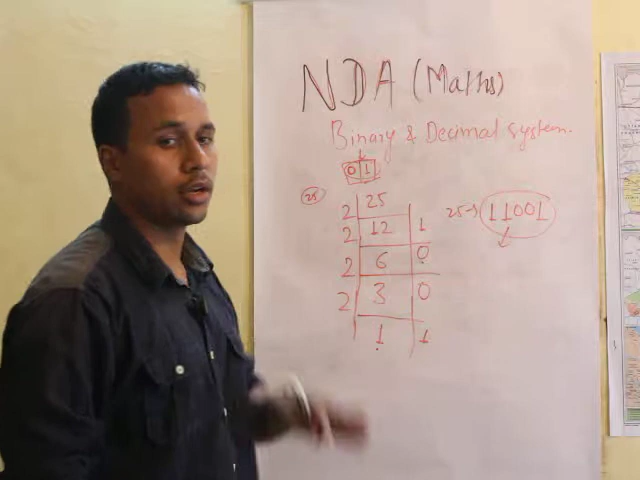 NDA (Maths)
Binary & Decimal system.
0 1
25
2 25
2 12 1
2 6 0
2 3 0
1 1
25→ 11001